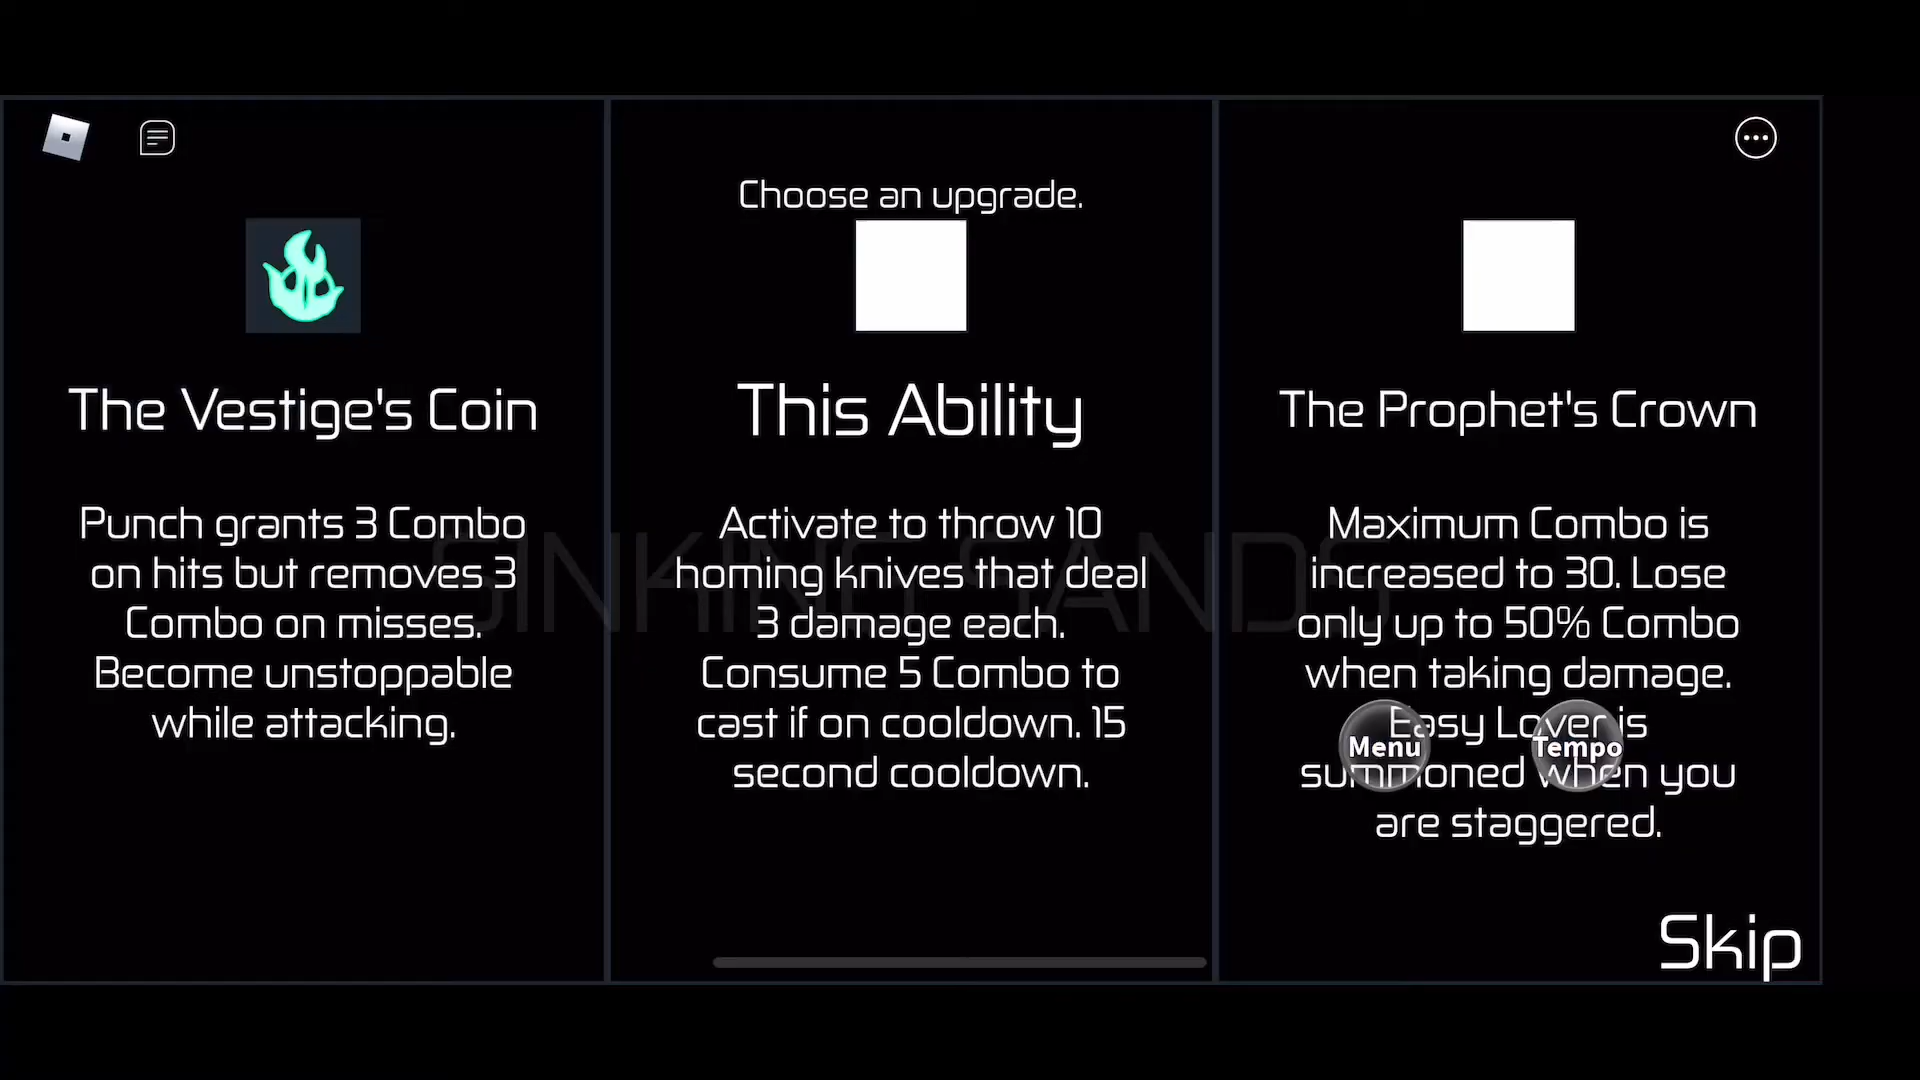 Choose an upgrade.
The Vestige's Coin
Punch grants 3 Combo
on hits but removes 3
Combo on misses.
Become unstoppable
while attacking.
This Ability
Activate to throw 10
homing knives that deal
3 damage each.
Consume 5 Combo to
cast if on cooldown. 15
second cooldown.
The Prophet's Crown
Maximum Combo is
increased to 30. Lose
only up to 50% Combo
when taking damage.
Easy Lover is
summoned when you
are staggered.
Menu
Tempo
SINKING SANDS
Skip